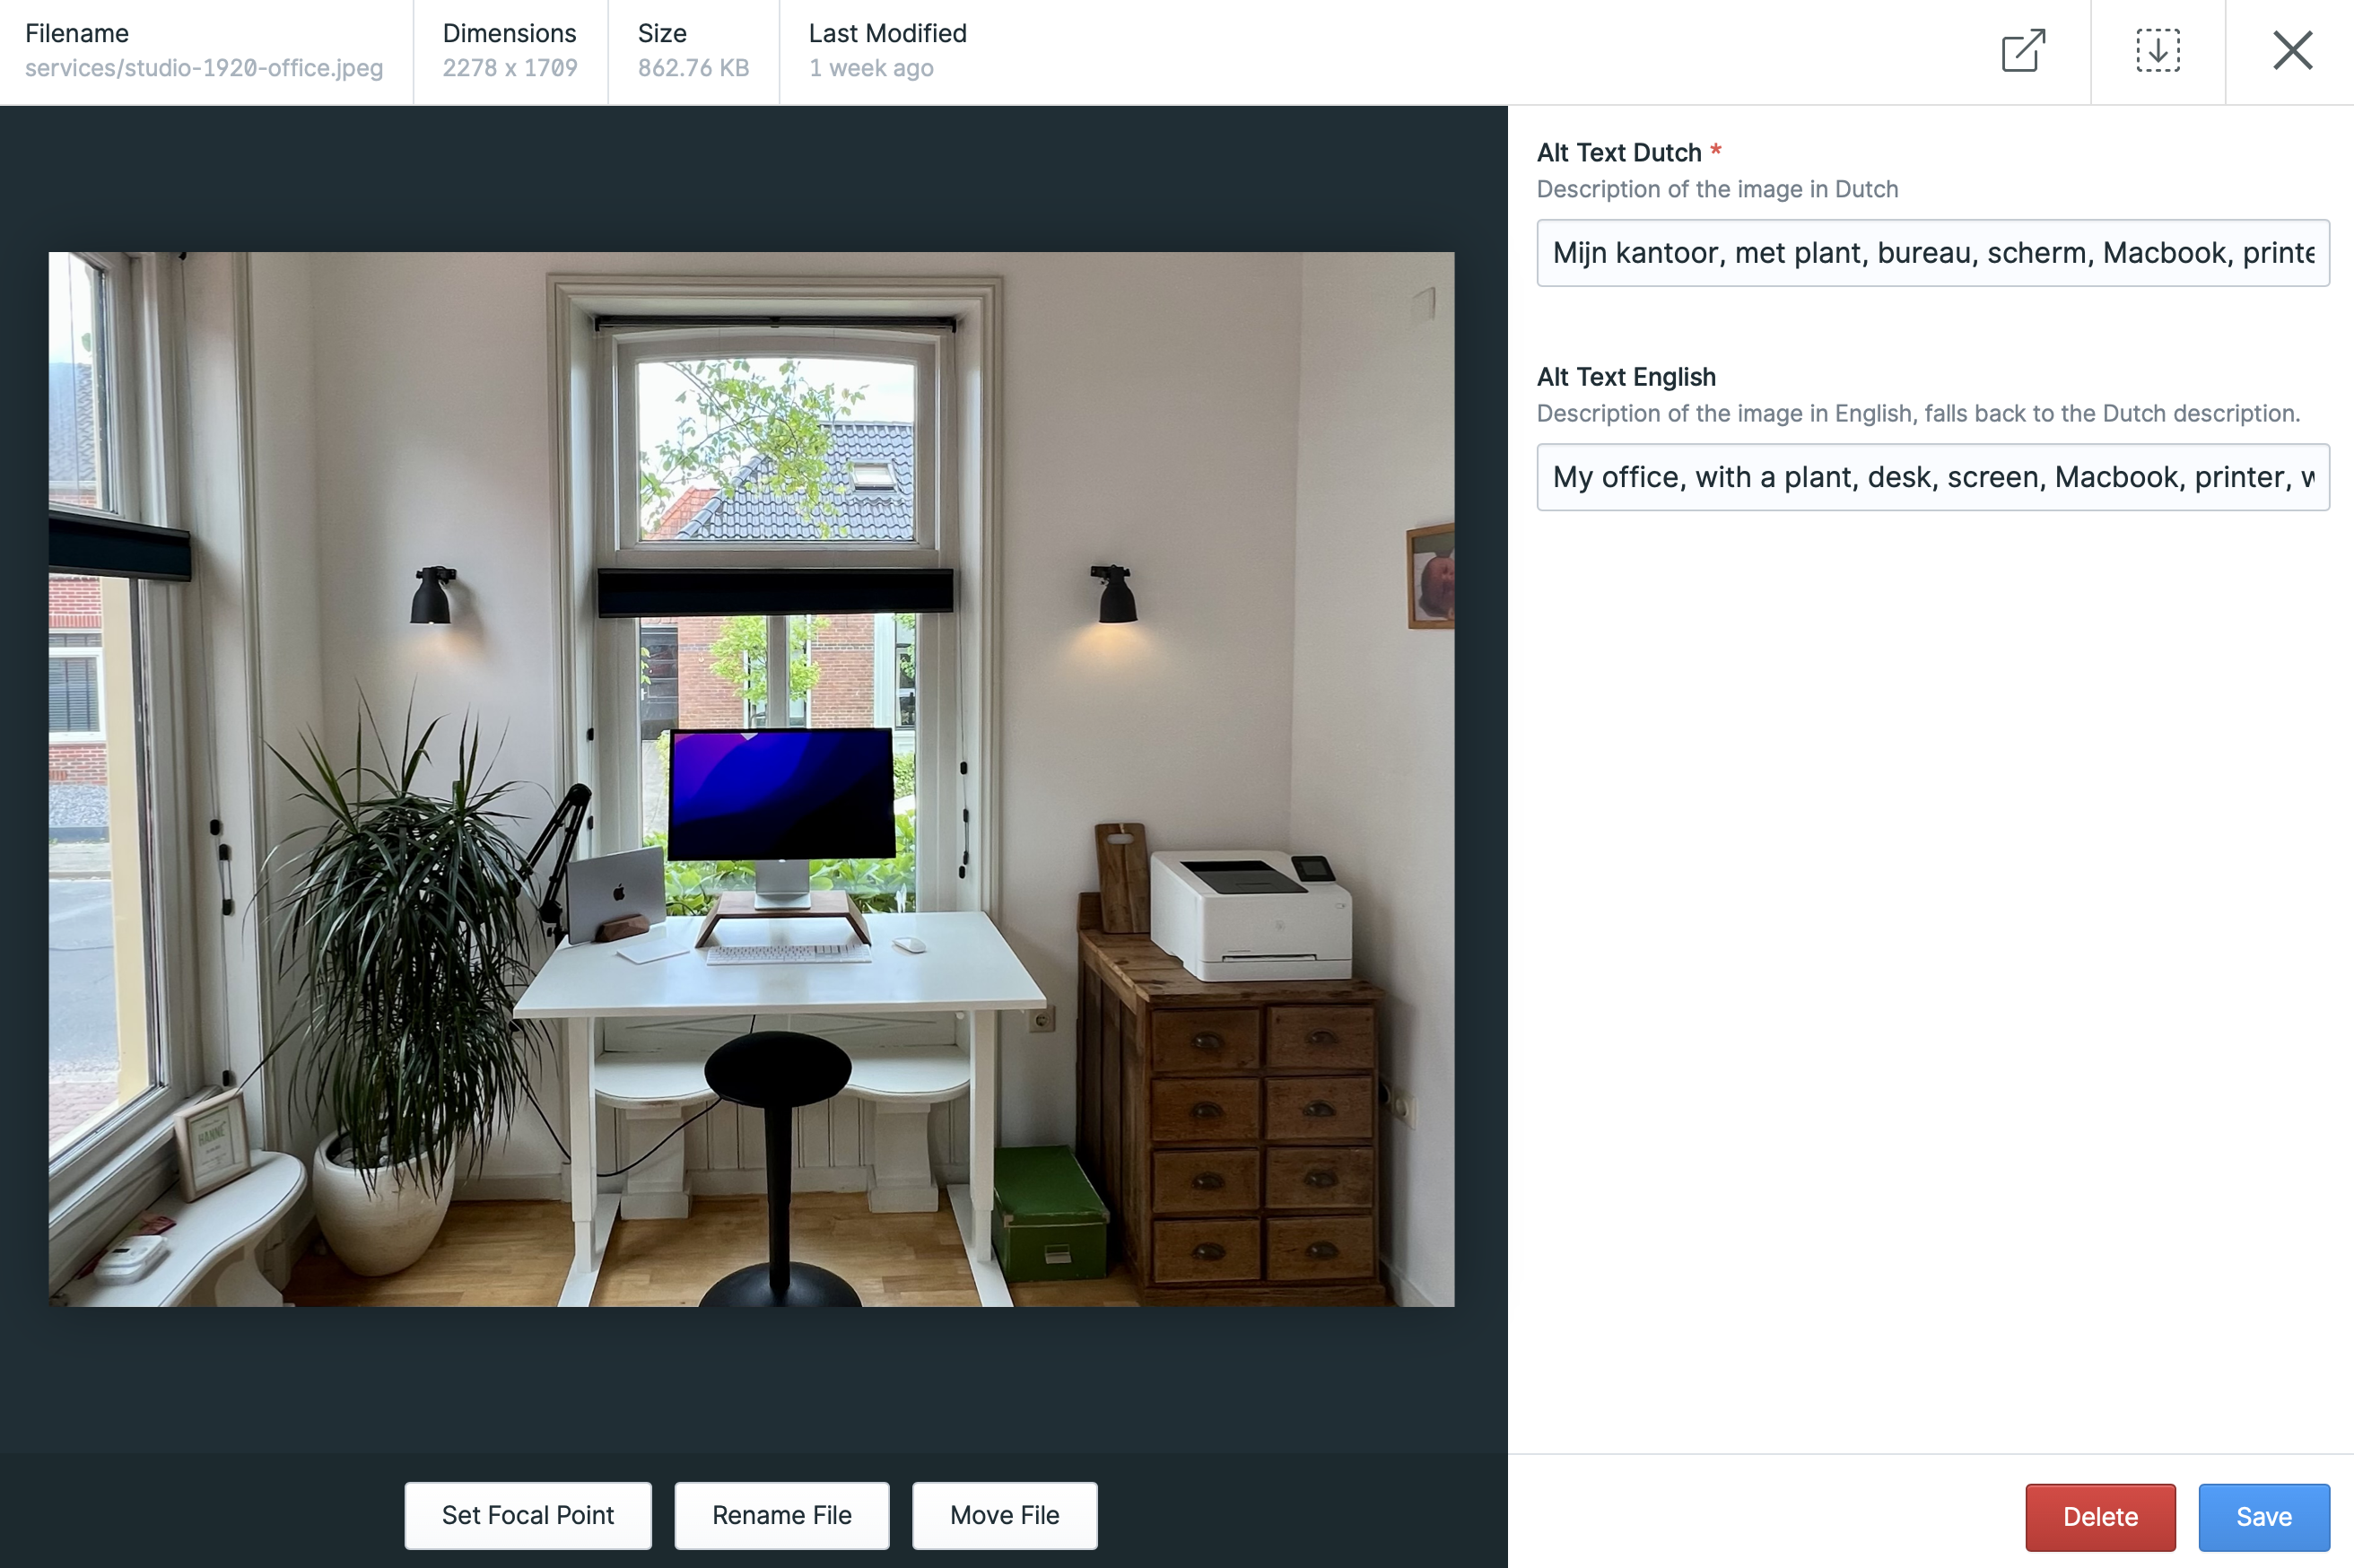 Filename
services/studio-1920-office.jpeg
Dimensions
2278 x 1709
Size
862.76 KB
Last Modified
1 week ago
Alt Text Dutch *
Description of the image in Dutch
Mijn kantoor, met plant, bureau, scherm, Macbook, printe
Alt Text English
Description of the image in English, falls back to the Dutch description.
My office, with a plant, desk, screen, Macbook, printer, w
HANNE
Set Focal Point
Rename File
Move File
Delete
Save